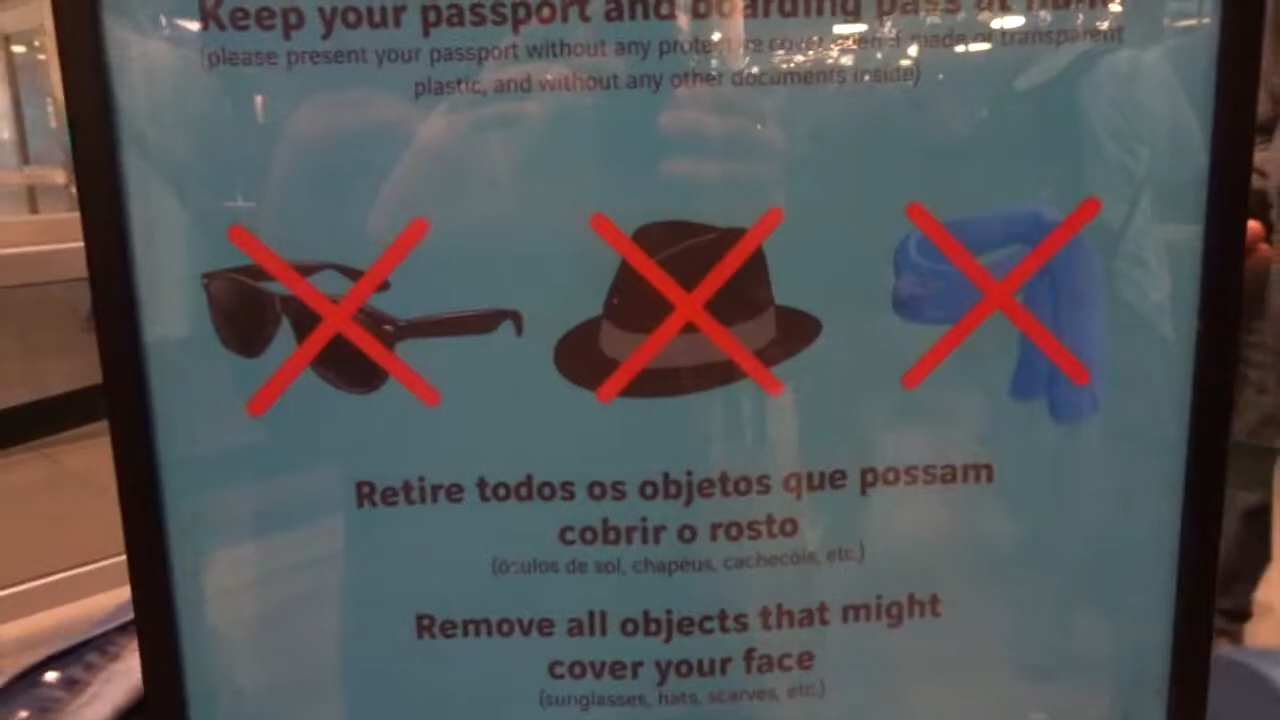 Keep your passport and boarding pass at hand
(please present your passport without any protective cover, even if made of transparent
plastic, and without any other documents inside)
Retire todos os objetos que possam
cobrir o rosto
(óculos de sol, chapéus, cachecóis, etc.)
Remove all objects that might
cover your face
(sunglasses, hats, scarves, etc.)